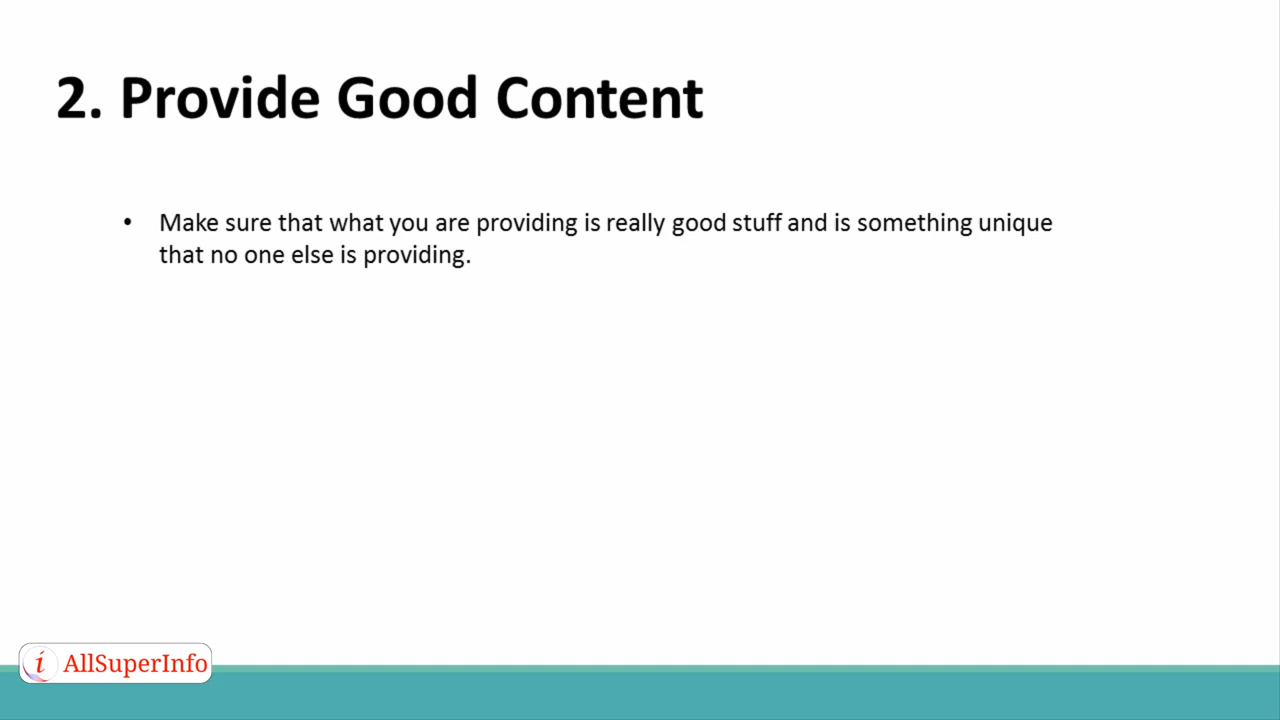 2. Provide Good Content
• Make sure that what you are providing is really good stuff and is something unique
that no one else is providing.
i AllSuperInfo